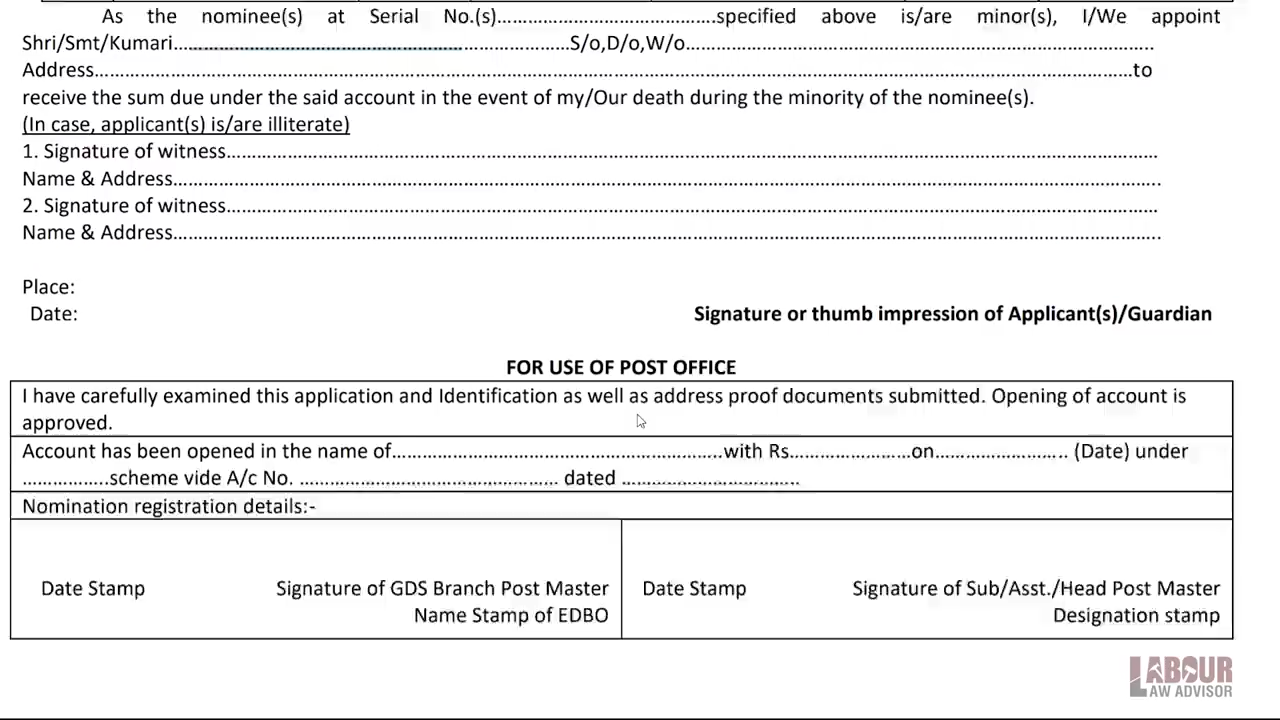 As the nominee(s) at Serial No.(s)…………………………………….specified above is/are minor(s), I/We appoint
Shri/Smt/Kumari…………………………………………………………………S/o,D/o,W/o……………………………………………………………………………..
Address………………………………………………………………………………………………………………………………………………………………………………to
receive the sum due under the said account in the event of my/Our death during the minority of the nominee(s).
(In case, applicant(s) is/are illiterate)
1. Signature of witness…………………………………………………………………………………………………………………………………………………………
Name & Address…………………………………………………………………………………………………………………………………………………………………..
2. Signature of witness…………………………………………………………………………………………………………………………………………………………
Name & Address…………………………………………………………………………………………………………………………………………………………………..
Place:
Date:
Signature or thumb impression of Applicant(s)/Guardian
FOR USE OF POST OFFICE
I have carefully examined this application and Identification as well as address proof documents submitted. Opening of account is
approved.
Account has been opened in the name of………………………………………………………with Rs……………………on…………………….. (Date) under
……………..scheme vide A/c No. …………………………………………… dated ……………………………..
Nomination registration details:-
Date Stamp Signature of GDS Branch Post Master
Name Stamp of EDBO
Date Stamp Signature of Sub/Asst./Head Post Master
Designation stamp
LABOUR
LAW ADVISOR